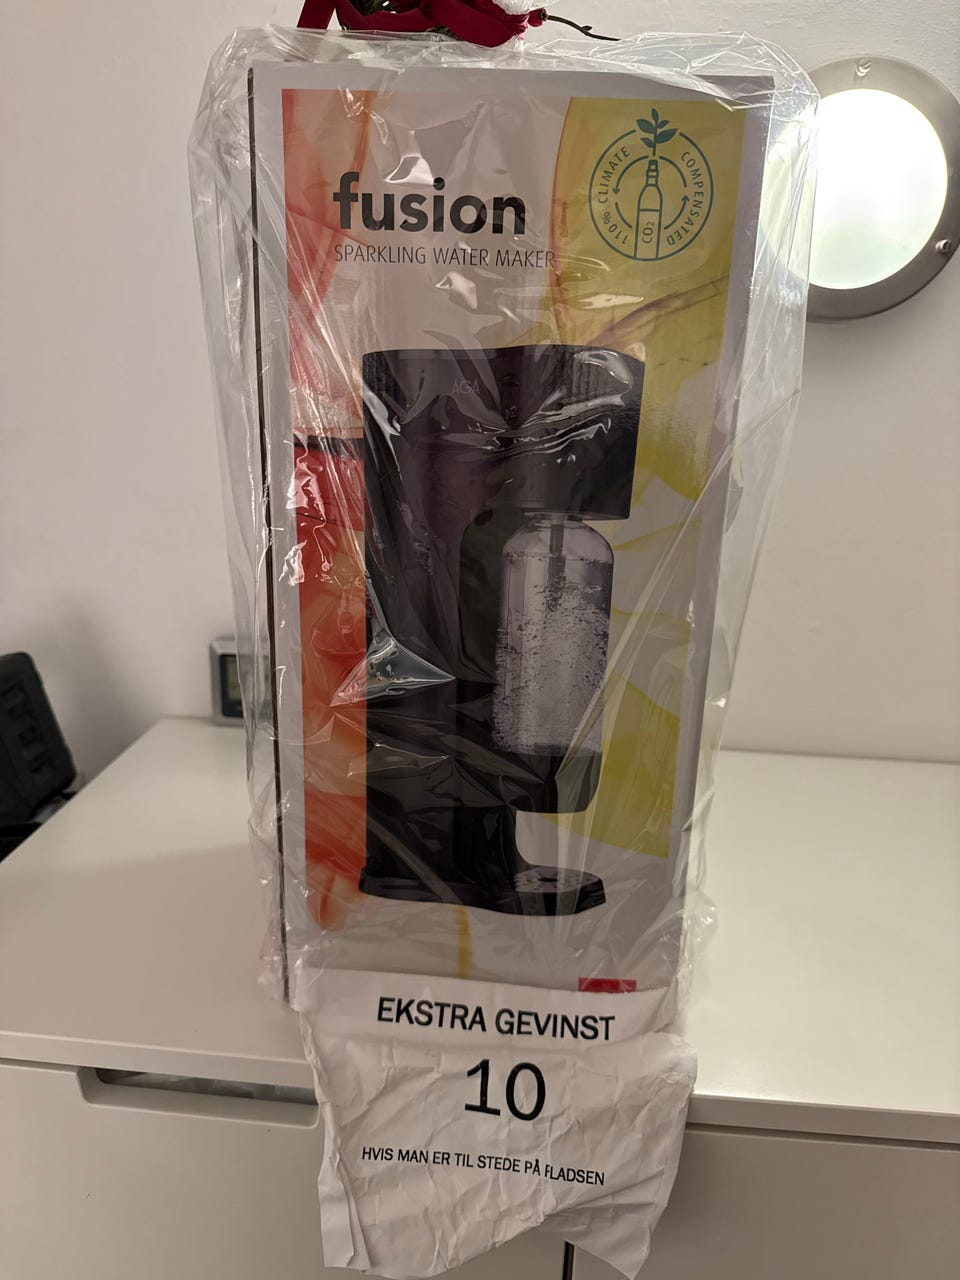 fusion
SPARKLING WATER MAKER
110% CLIMATE COMPENSATED
CO₂
AGA
EKSTRA GEVINST
10
HVIS MAN ER TIL STEDE PÅ PLADSEN